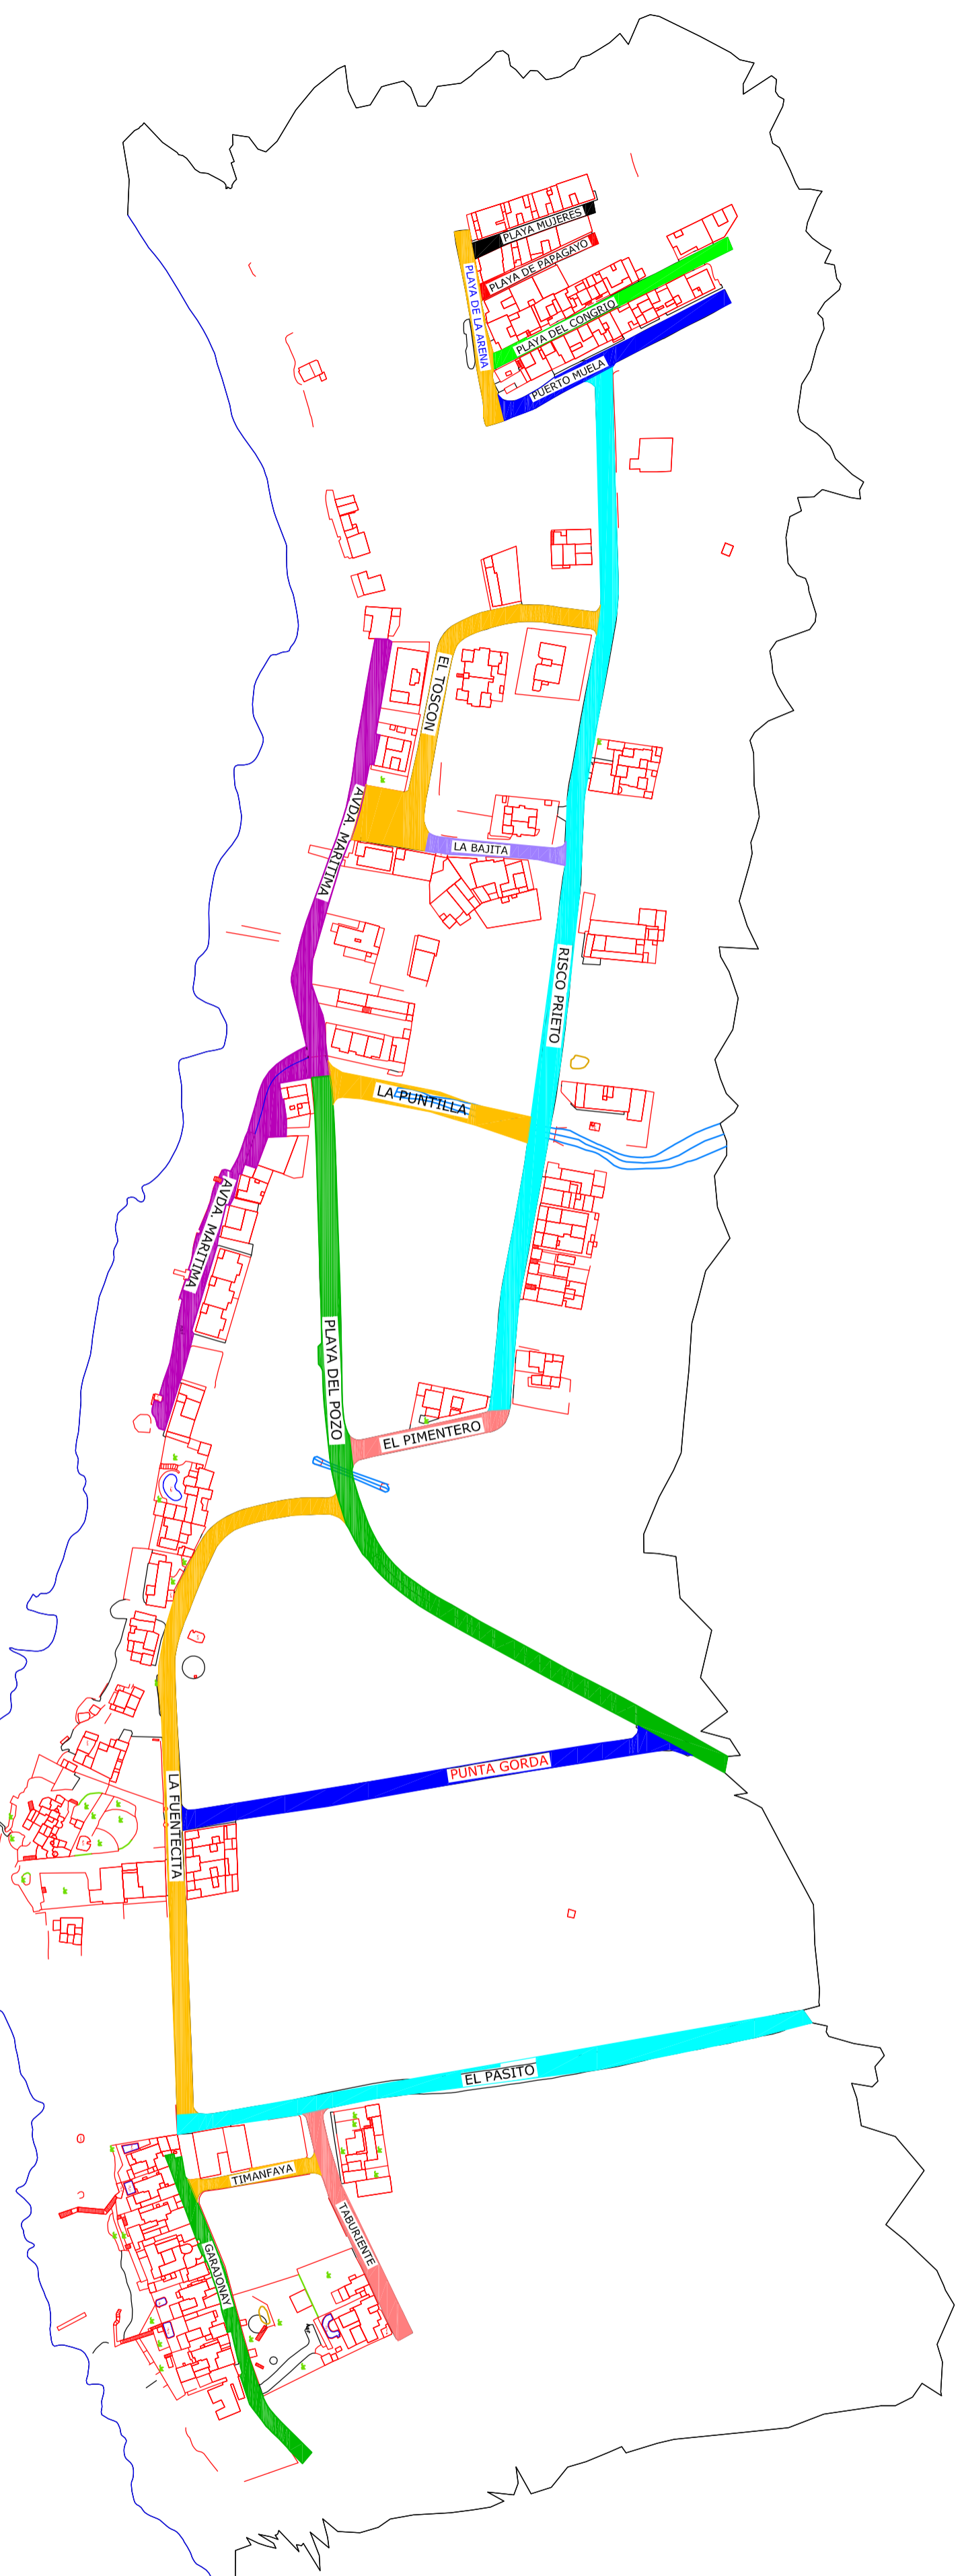 PLAYA MUJERES
PLAYA DE PAPAGAYO
PLAYA DE LA ARENA
PLAYA DEL CONGRIO
PUERTO MUELA
EL TOSCON
AVDA. MARITIMA
LA BAJITA
RISCO PRIETO
LA PUNTILLA
AVDA. MARITIMA
PLAYA DEL POZO
EL PIMENTERO
PUNTA GORDA
LA FUENTECITA
EL PASITO
TIMANFAYA
TABURIENTE
GARAJONAY